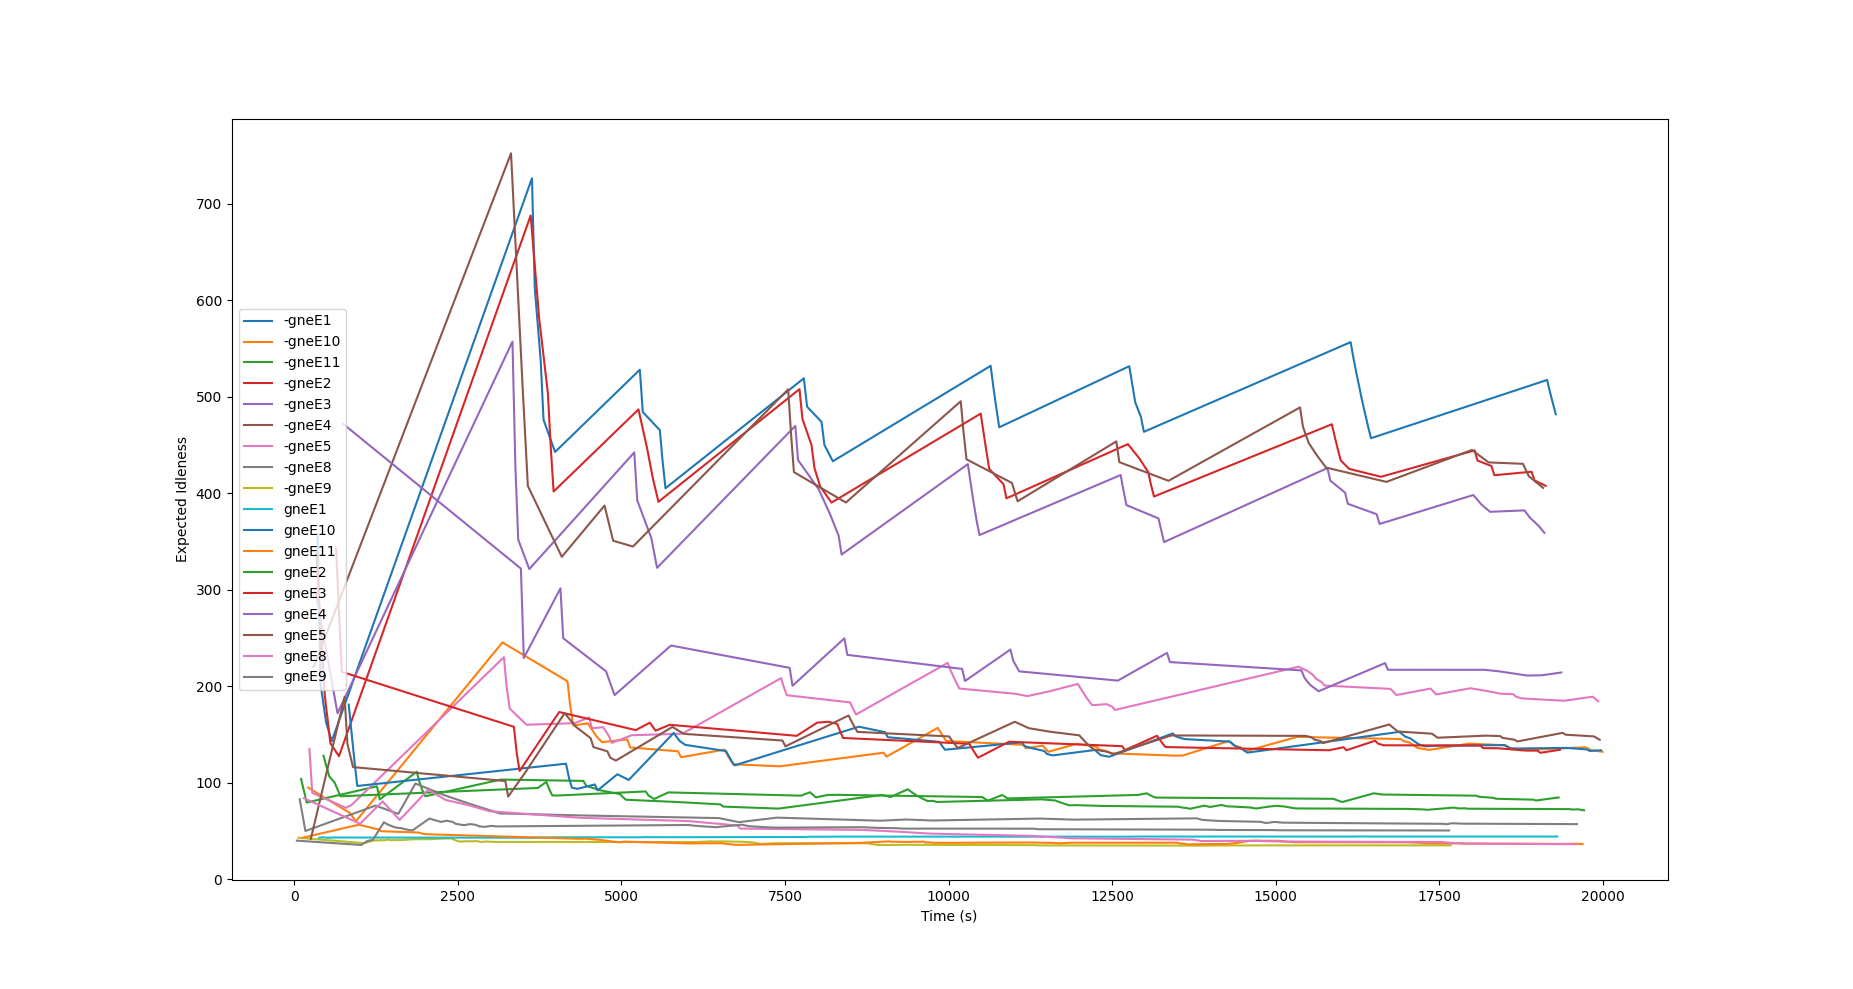 700
600
500
400
300
200
100
0
Expected Idleness
-gneE1
-gneE10
-gneE11
-gneE2
-gneE3
-gneE4
-gneE5
-gneE8
-gneE9
gneE1
gneE10
gneE11
gneE2
gneE3
gneE4
gneE5
gneE8
gneE9
0 2500 5000 7500 10000 12500 15000 17500 20000
Time (s)